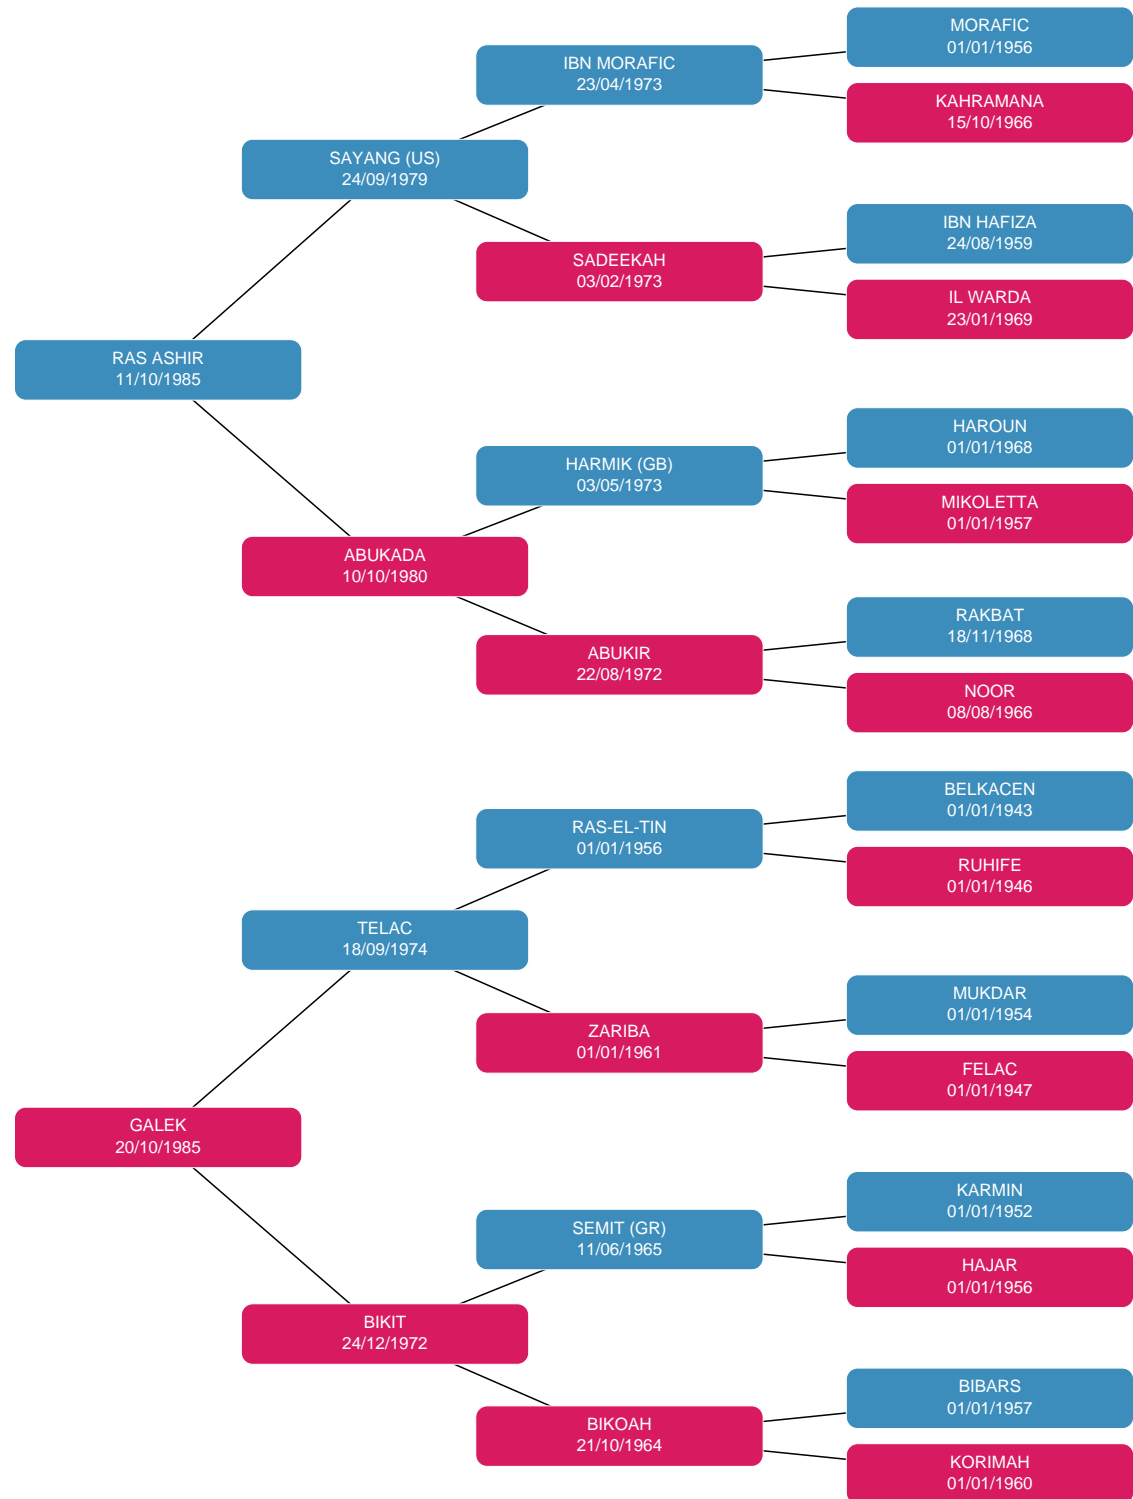 MORAFIC
01/01/1956
IBN MORAFIC
23/04/1973
KAHRAMANA
15/10/1966
SAYANG (US)
24/09/1979
IBN HAFIZA
24/08/1959
SADEEKAH
03/02/1973
IL WARDA
23/01/1969
RAS ASHIR
11/10/1985
HAROUN
01/01/1968
HARMIK (GB)
03/05/1973
MIKOLETTA
01/01/1957
ABUKADA
10/10/1980
RAKBAT
18/11/1968
ABUKIR
22/08/1972
NOOR
08/08/1966
BELKACEN
01/01/1943
RAS-EL-TIN
01/01/1956
RUHIFE
01/01/1946
TELAC
18/09/1974
MUKDAR
01/01/1954
ZARIBA
01/01/1961
FELAC
01/01/1947
GALEK
20/10/1985
KARMIN
01/01/1952
SEMIT (GR)
11/06/1965
HAJAR
01/01/1956
BIKIT
24/12/1972
BIBARS
01/01/1957
BIKOAH
21/10/1964
KORIMAH
01/01/1960